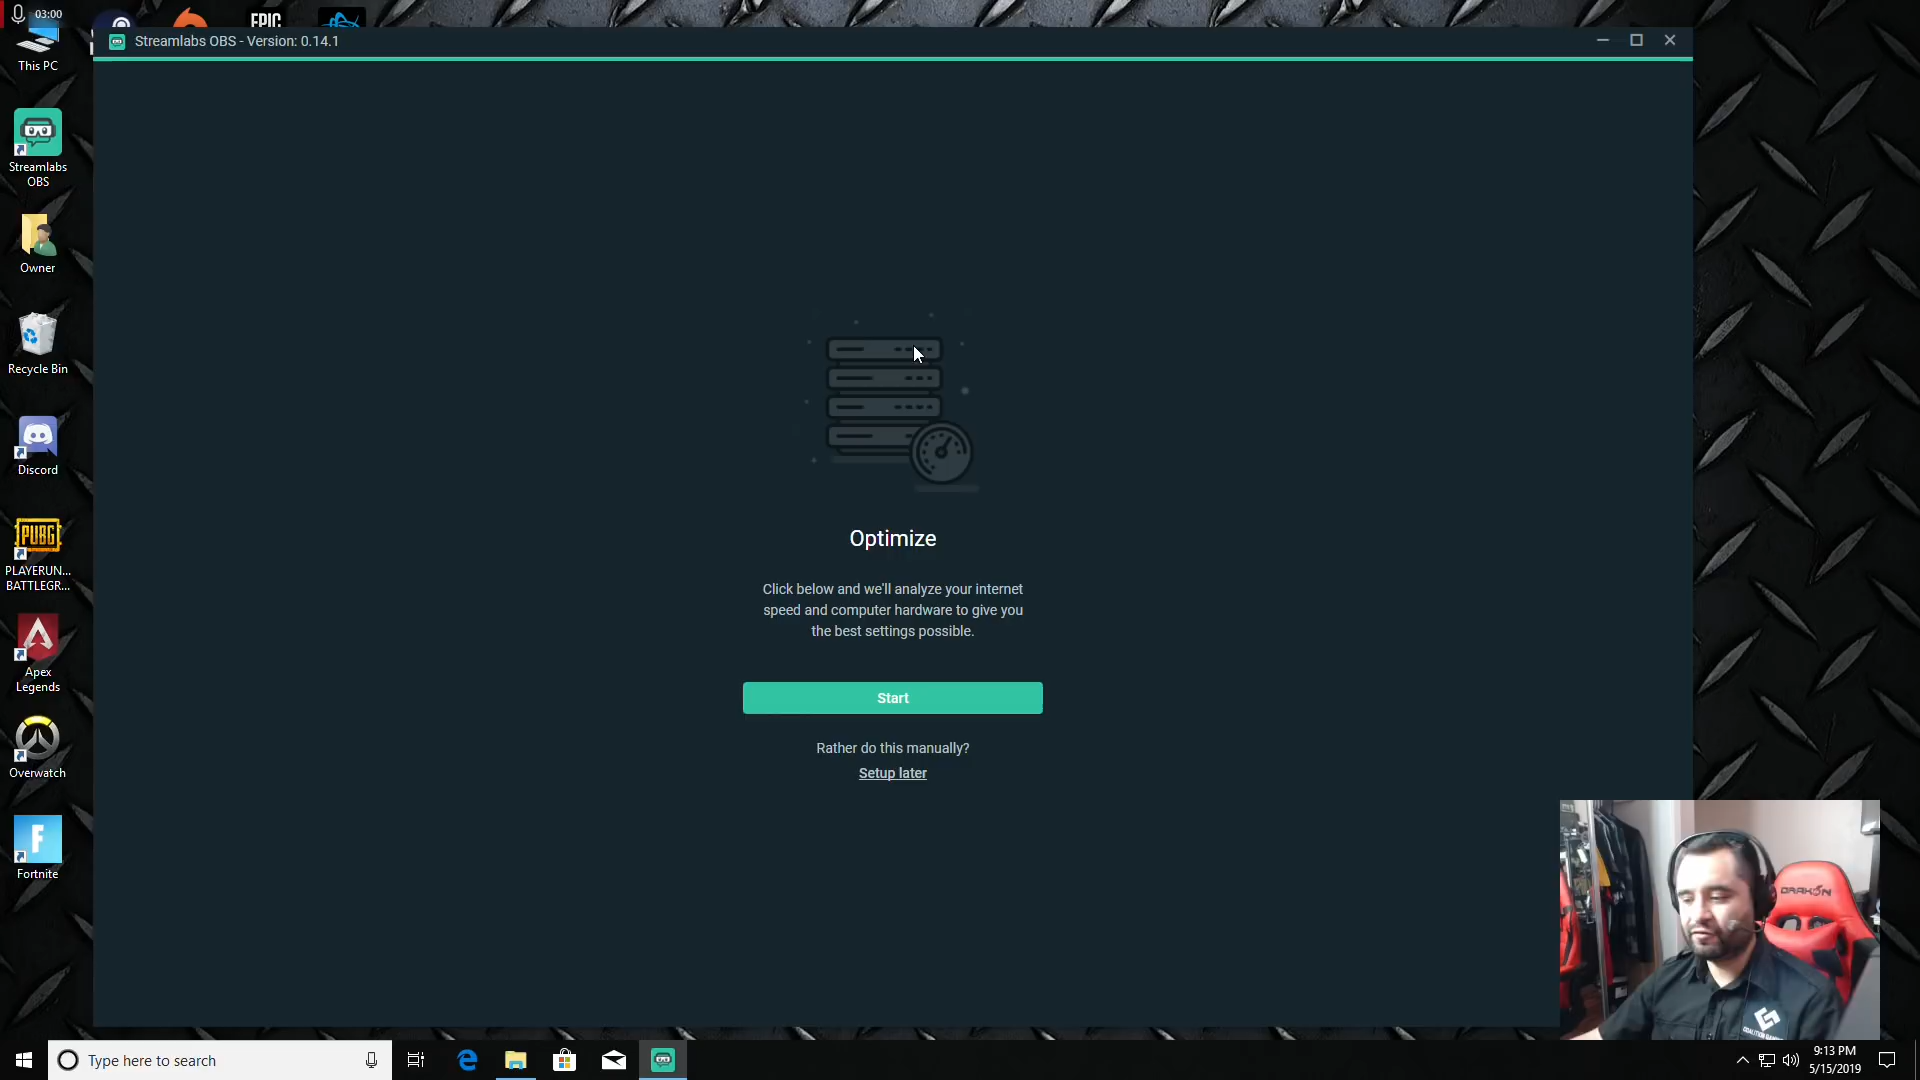 03:00
EPIC
This PC
Streamlabs OBS - Version: 0.14.1
Streamlabs
OBS
Owner
Recycle Bin
Discord
PUBG
PLAYERUN...
BATTLEGR...
Apex
Legends
Overwatch
Fortnite
Optimize
Click below and we'll analyze your internet
speed and computer hardware to give you
the best settings possible.
Start
Rather do this manually?
Setup later
DRAKON
Type here to search
9:13 PM
5/15/2019